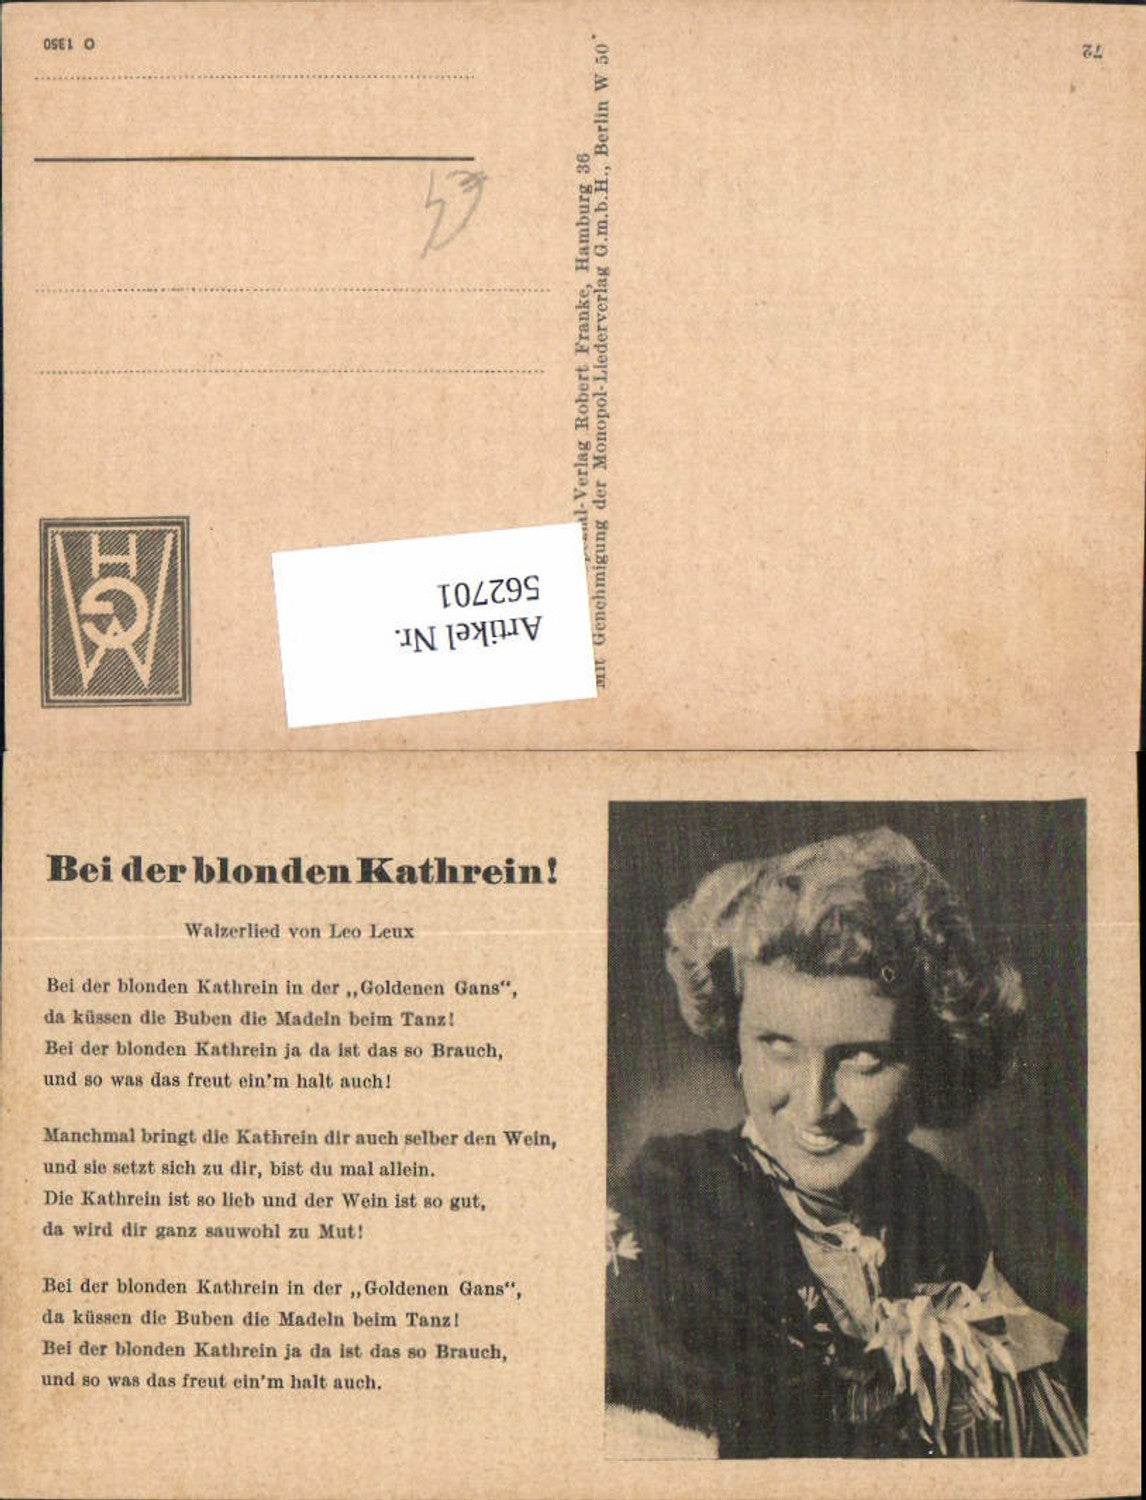 O 1350
72
53
Verlag Robert Franke, Hamburg 36
Mit Genehmigung der Monopol-Liederverlag G.m.b.H., Berlin W 50
Artikel Nr.
562701
Bei der blonden Kathrein!
Walzerlied von Leo Leux
Bei der blonden Kathrein in der „Goldenen Gans“,
da küssen die Buben die Madeln beim Tanz!
Bei der blonden Kathrein ja da ist das so Brauch,
und so was das freut ein'm halt auch!
Manchmal bringt die Kathrein dir auch selber den Wein,
und sie setzt sich zu dir, bist du mal allein.
Die Kathrein ist so lieb und der Wein ist so gut,
da wird dir ganz sauwohl zu Mut!
Bei der blonden Kathrein in der „Goldenen Gans“,
da küssen die Buben die Madeln beim Tanz!
Bei der blonden Kathrein ja da ist das so Brauch,
und so was das freut ein'm halt auch.